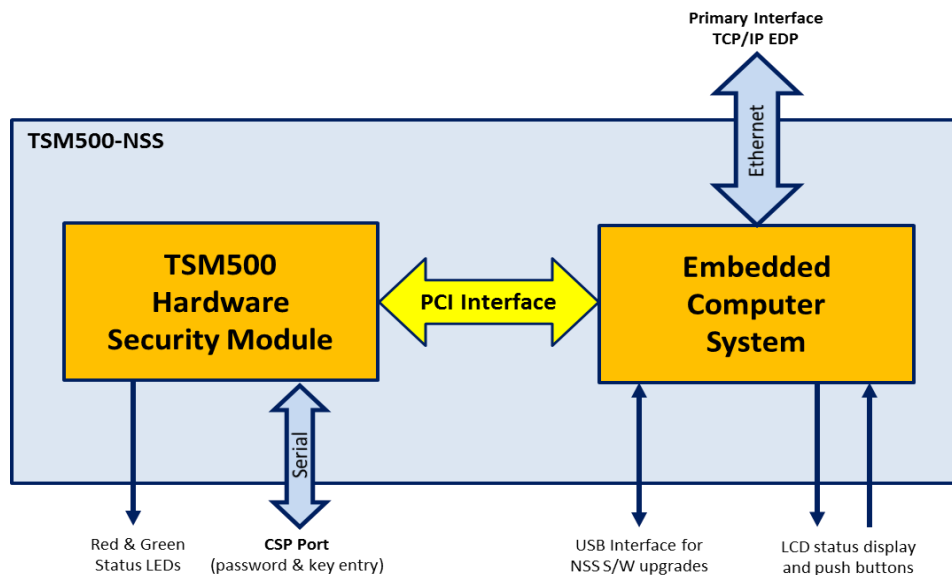 Primary Interface
TCP/IP EDP
TSM500-NSS
Ethernet
TSM500
Hardware
Security Module
PCI Interface
Embedded
Computer
System
Serial
Red & Green
Status LEDs
CSP Port
(password & key entry)
USB Interface for
NSS S/W upgrades
LCD status display
and push buttons